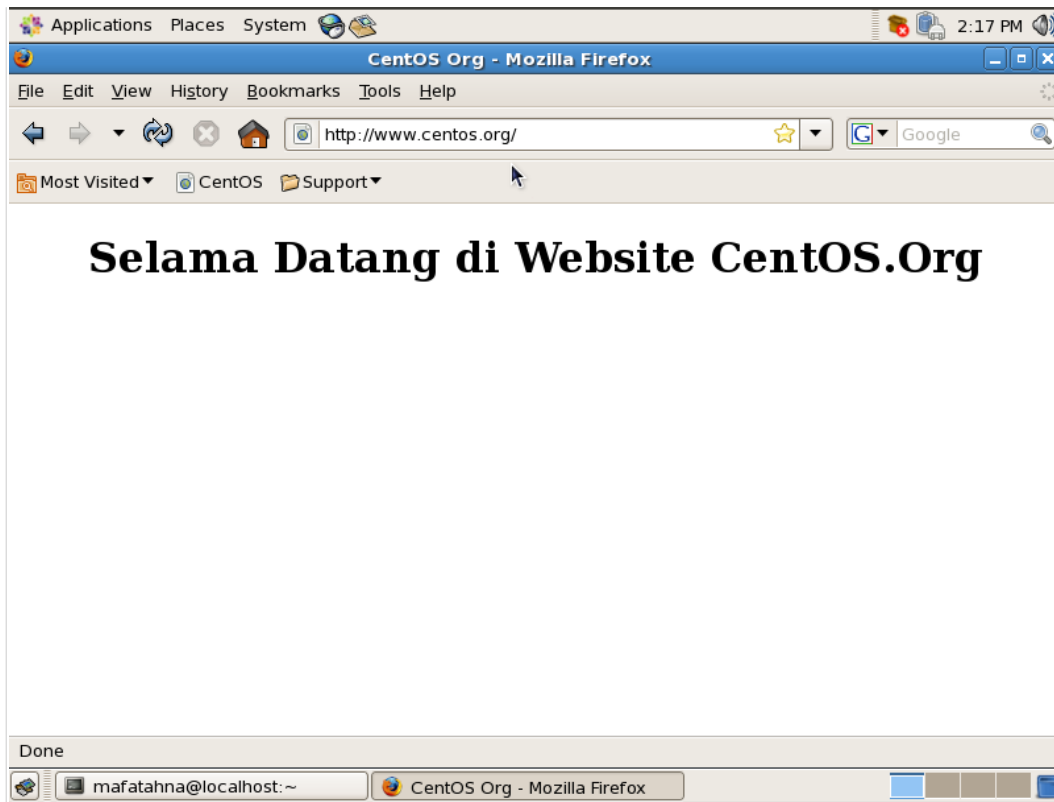 Applications Places System 2:17 PM
CentOS Org - Mozilla Firefox
File Edit View History Bookmarks Tools Help
http://www.centos.org/ G Google
Most Visited CentOS Support
Selama Datang di Website CentOS.Org
Done
mafatahna@localhost:~ CentOS Org - Mozilla Firefox